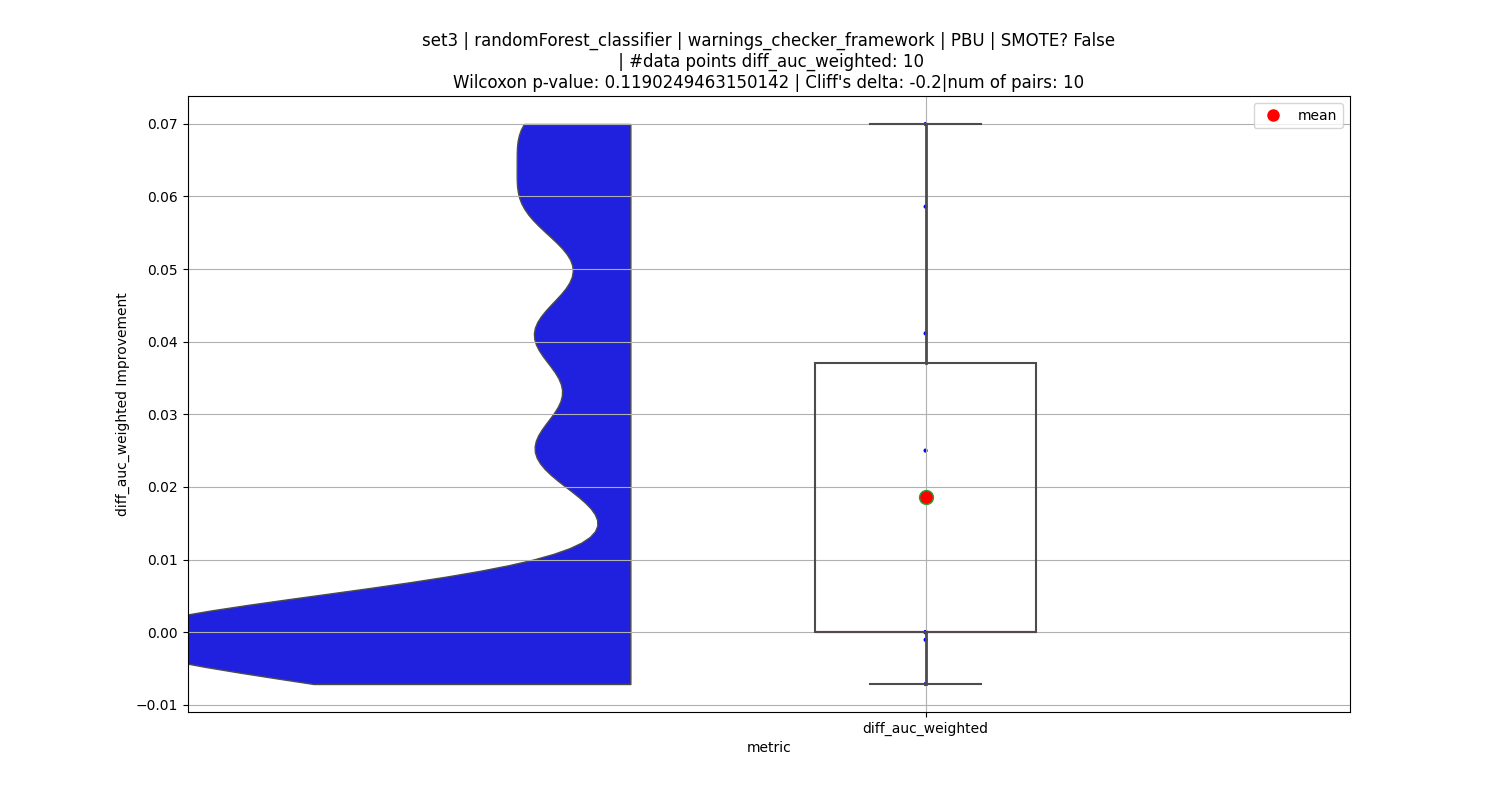 set3 | randomForest_classifier | warnings_checker_framework | PBU | SMOTE? False
| #data points diff_auc_weighted: 10
Wilcoxon p-value: 0.1190249463150142 | Cliff's delta: -0.2|num of pairs: 10
mean
0.07
0.06
0.05
0.04
0.03
0.02
0.01
0.00
−0.01
diff_auc_weighted Improvement
diff_auc_weighted
metric